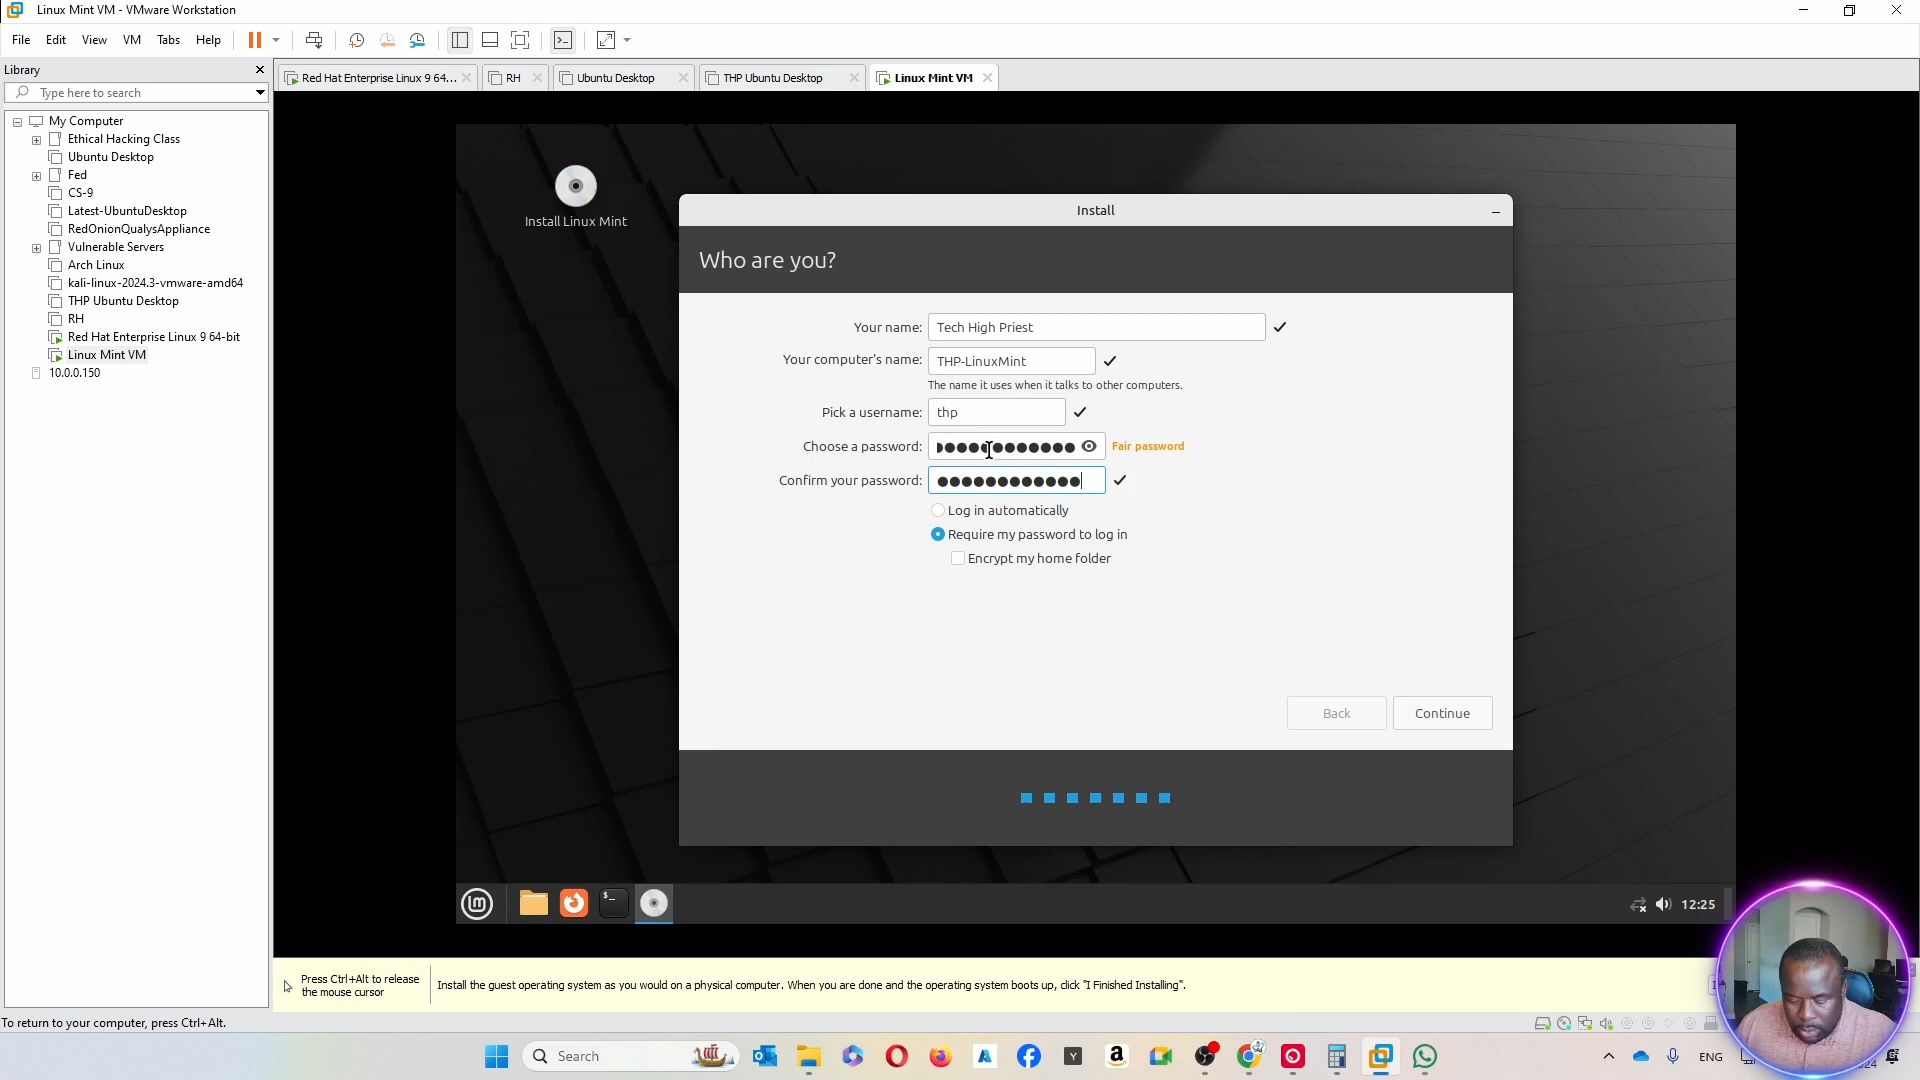 Linux Mint VM - VMware Workstation
File Edit View VM Tabs Help
Library
Type here to search
My Computer
Ethical Hacking Class
Ubuntu Desktop
Fed
CS-9
Latest-UbuntuDesktop
RedOnionQualysAppliance
Vulnerable Servers
Arch Linux
kali-linux-2024.3-vmware-amd64
THP Ubuntu Desktop
RH
Red Hat Enterprise Linux 9 64-bit
Linux Mint VM
10.0.0.150
Red Hat Enterprise Linux 9 64... RH Ubuntu Desktop THP Ubuntu Desktop Linux Mint VM
Install Linux Mint
Install
Who are you?
Your name: Tech High Priest
Your computer's name: THP-LinuxMint
The name it uses when it talks to other computers.
Pick a username: thp
Choose a password: Fair password
Confirm your password:
Log in automatically
Require my password to log in
Encrypt my home folder
Back Continue
12:25
Press Ctrl+Alt to release
the mouse cursor
Install the guest operating system as you would on a physical computer. When you are done and the operating system boots up, click "I Finished Installing".
To return to your computer, press Ctrl+Alt.
Search
ENG